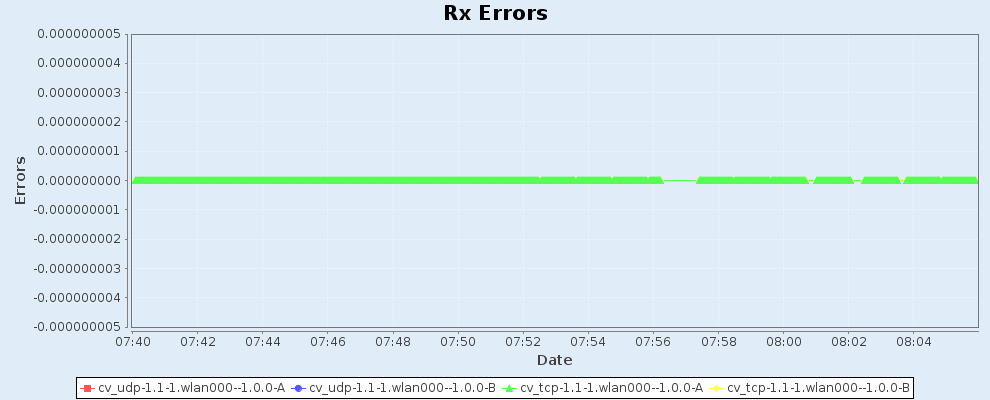 Rx Errors
0.000000005
0.000000004
0.000000003
0.000000002
0.000000001
0.000000000
-0.000000001
-0.000000002
-0.000000003
-0.000000004
-0.000000005
Errors
07:40 07:42 07:44 07:46 07:48 07:50 07:52 07:54 07:56 07:58 08:00 08:02 08:04
Date
cv_udp-1.1-1.wlan000--1.0.0-A cv_udp-1.1-1.wlan000--1.0.0-B cv_tcp-1.1-1.wlan000--1.0.0-A cv_tcp-1.1-1.wlan000--1.0.0-B